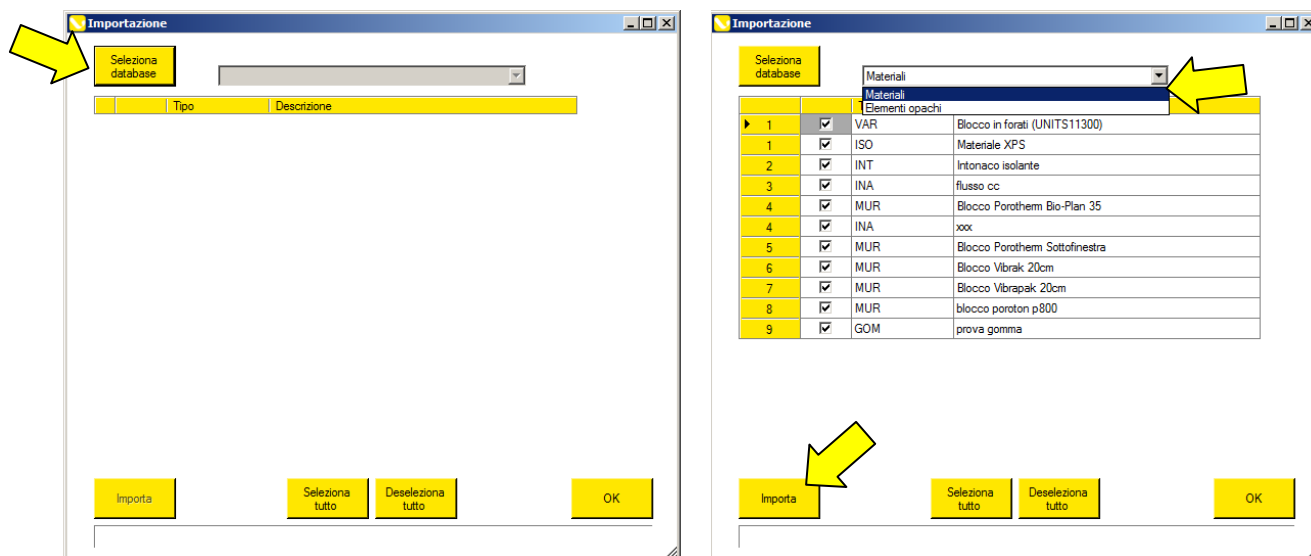 Importazione
Seleziona
database
Tipo Descrizione
Importa
Seleziona
tutto
Deseleziona
tutto
OK
Importazione
Seleziona
database
Materiali
Materiali
Elementi opachi
1 VAR Blocco in forati (UNITS11300)
1 ISO Materiale XPS
2 INT Intonaco isolante
3 INA flusso cc
4 MUR Blocco Porotherm Bio-Plan 35
4 INA xxx
5 MUR Blocco Porotherm Sottofinestra
6 MUR Blocco Vibrak 20cm
7 MUR Blocco Vibrapak 20cm
8 MUR blocco poroton p800
9 GOM prova gomma
Importa
Seleziona
tutto
Deseleziona
tutto
OK